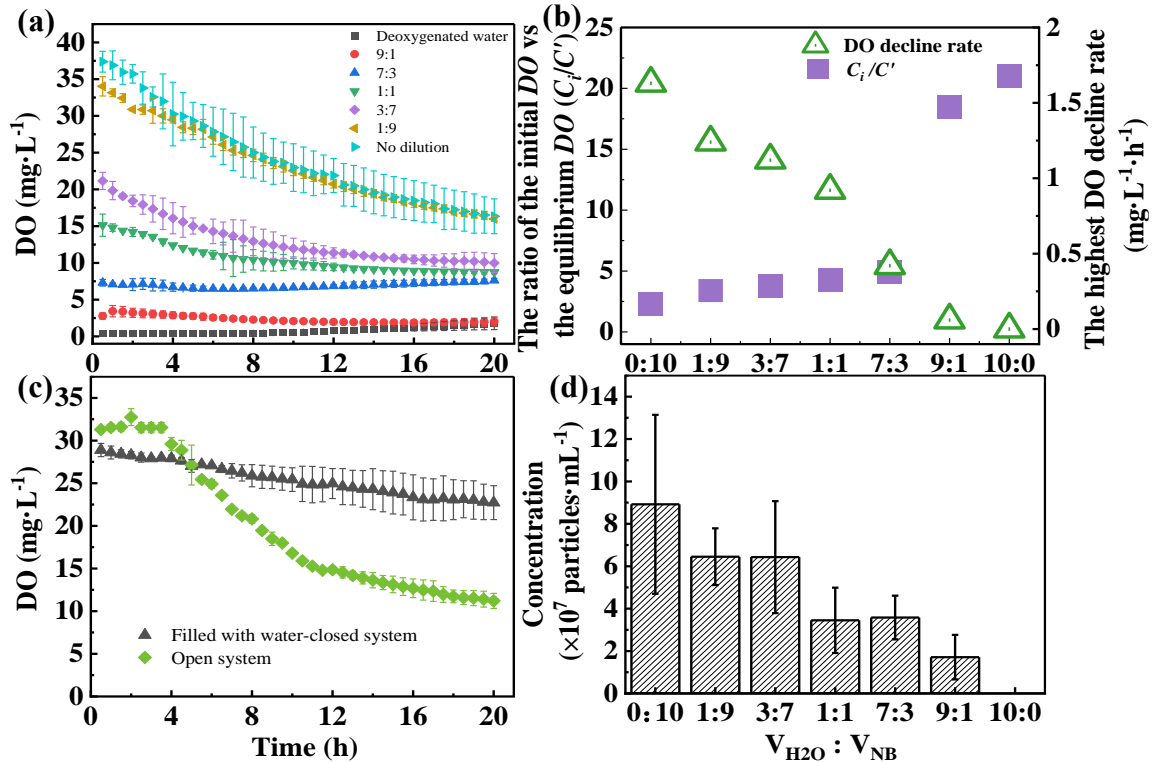 (a)
DO (mg·L⁻¹)
40
35
30
25
20
15
10
5
0
0 4 8 12 16 20
Deoxygenated water
9:1
7:3
1:1
3:7
1:9
No dilution
(b)
The ratio of the initial DO vs
the equilibrium DO (Cᵢ/C')
25
20
15
10
5
0
DO decline rate
Cᵢ/C'
2
1.5
1
0.5
0
The highest DO decline rate
(mg·L⁻¹·h⁻¹)
0:10 1:9 3:7 1:1 7:3 9:1 10:0
(c)
DO (mg·L⁻¹)
35
30
25
20
15
10
5
0
Filled with water-closed system
Open system
0 4 8 12 16 20
Time (h)
(d)
Concentration
(×10⁷ particles·mL⁻¹)
14
12
10
8
6
4
2
0
0：10 1:9 3:7 1:1 7:3 9:1 10:0
V_H2O : V_NB